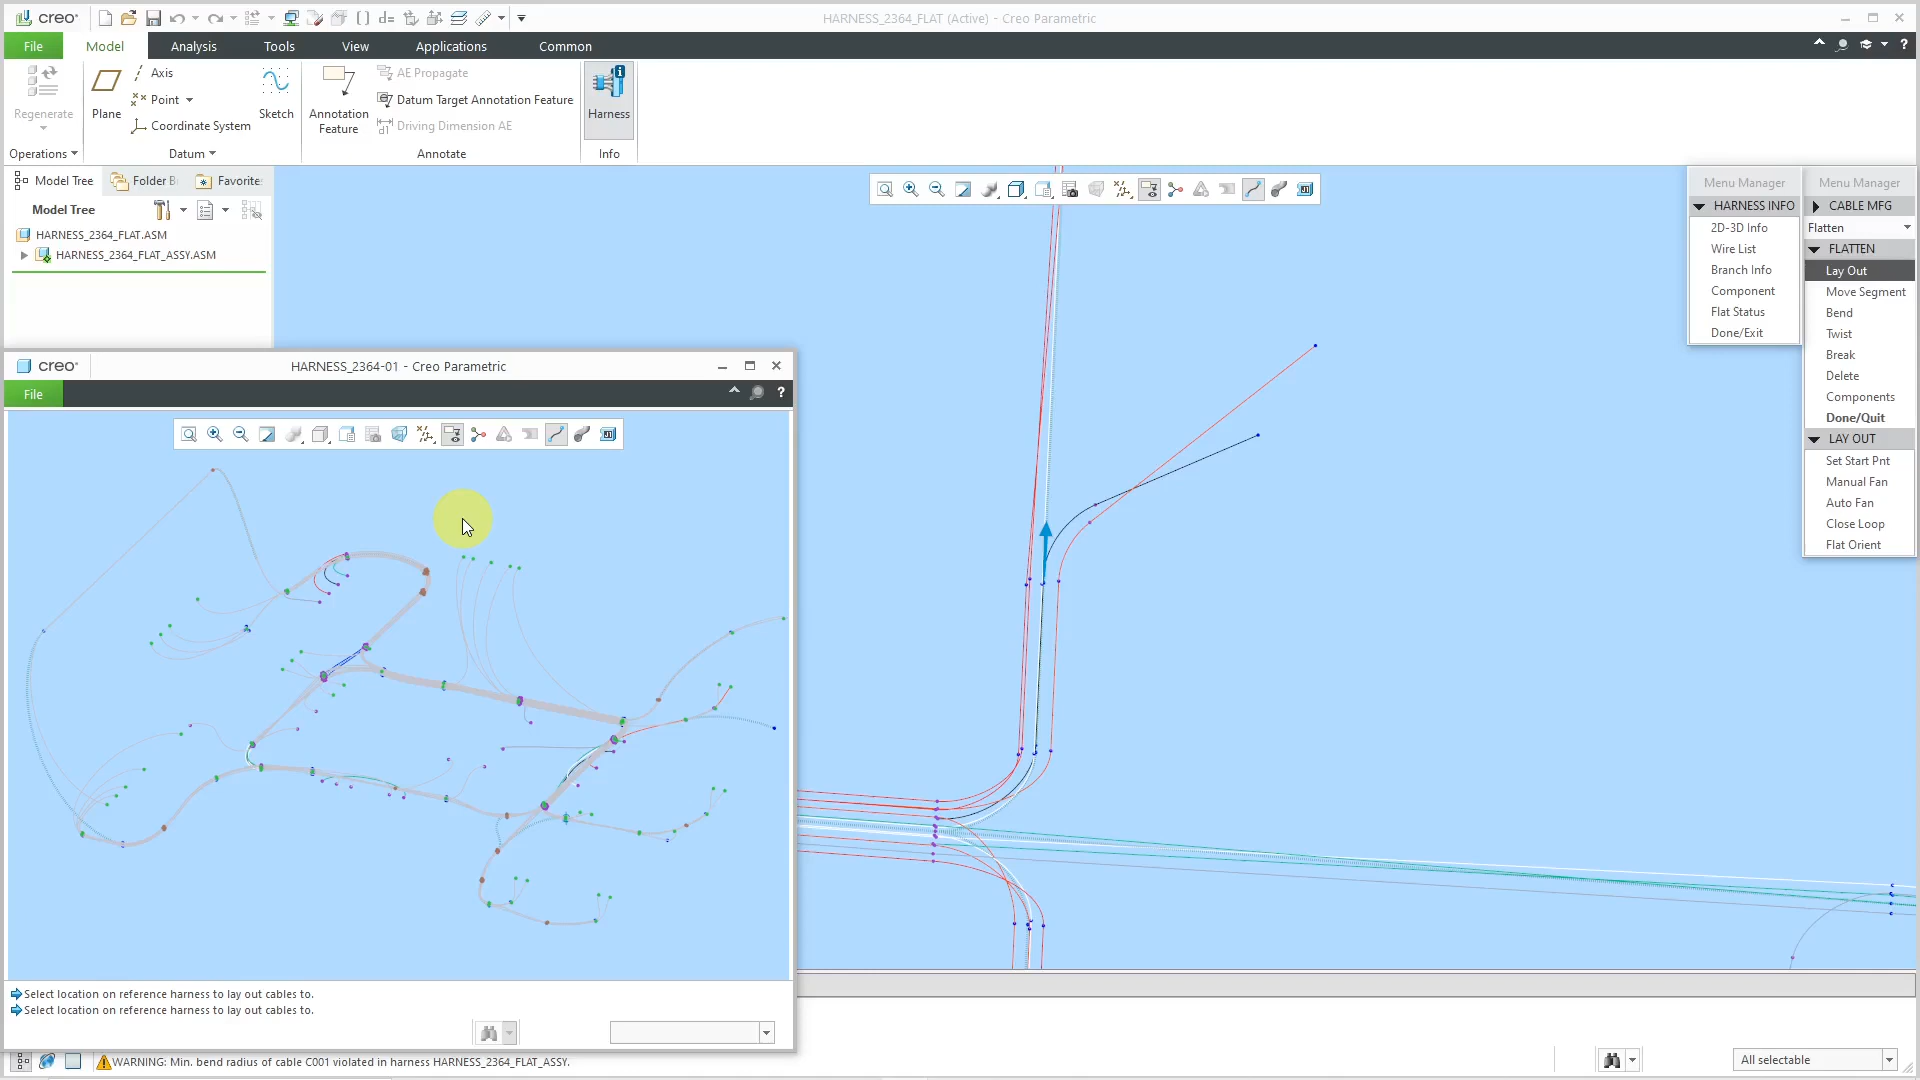 creo
HARNESS_2364_FLAT (Active) - Creo Parametric
File
Model
Analysis
Tools
View
Applications
Common
?
Regenerate
Plane
Axis
Point
Coordinate System
Sketch
Annotation
Feature
AE Propagate
Datum Target Annotation Feature
Driving Dimension AE
Harness
Operations
Datum
Annotate
Info
Model Tree
Folder B
Favorite
Model Tree
HARNESS_2364_FLAT.ASM
HARNESS_2364_FLAT_ASSY.ASM
Menu Manager
HARNESS INFO
2D-3D Info
Wire List
Branch Info
Component
Flat Status
Done/Exit
Menu Manager
CABLE MFG
Flatten
FLATTEN
Lay Out
Move Segment
Bend
Twist
Break
Delete
Components
Done/Quit
LAY OUT
Set Start Pnt
Manual Fan
Auto Fan
Close Loop
Flat Orient
creo
HARNESS_2364-01 - Creo Parametric
File
?
Select location on reference harness to lay out cables to.
Select location on reference harness to lay out cables to.
WARNING: Min. bend radius of cable C001 violated in harness HARNESS_2364_FLAT_ASSY.
All selectable